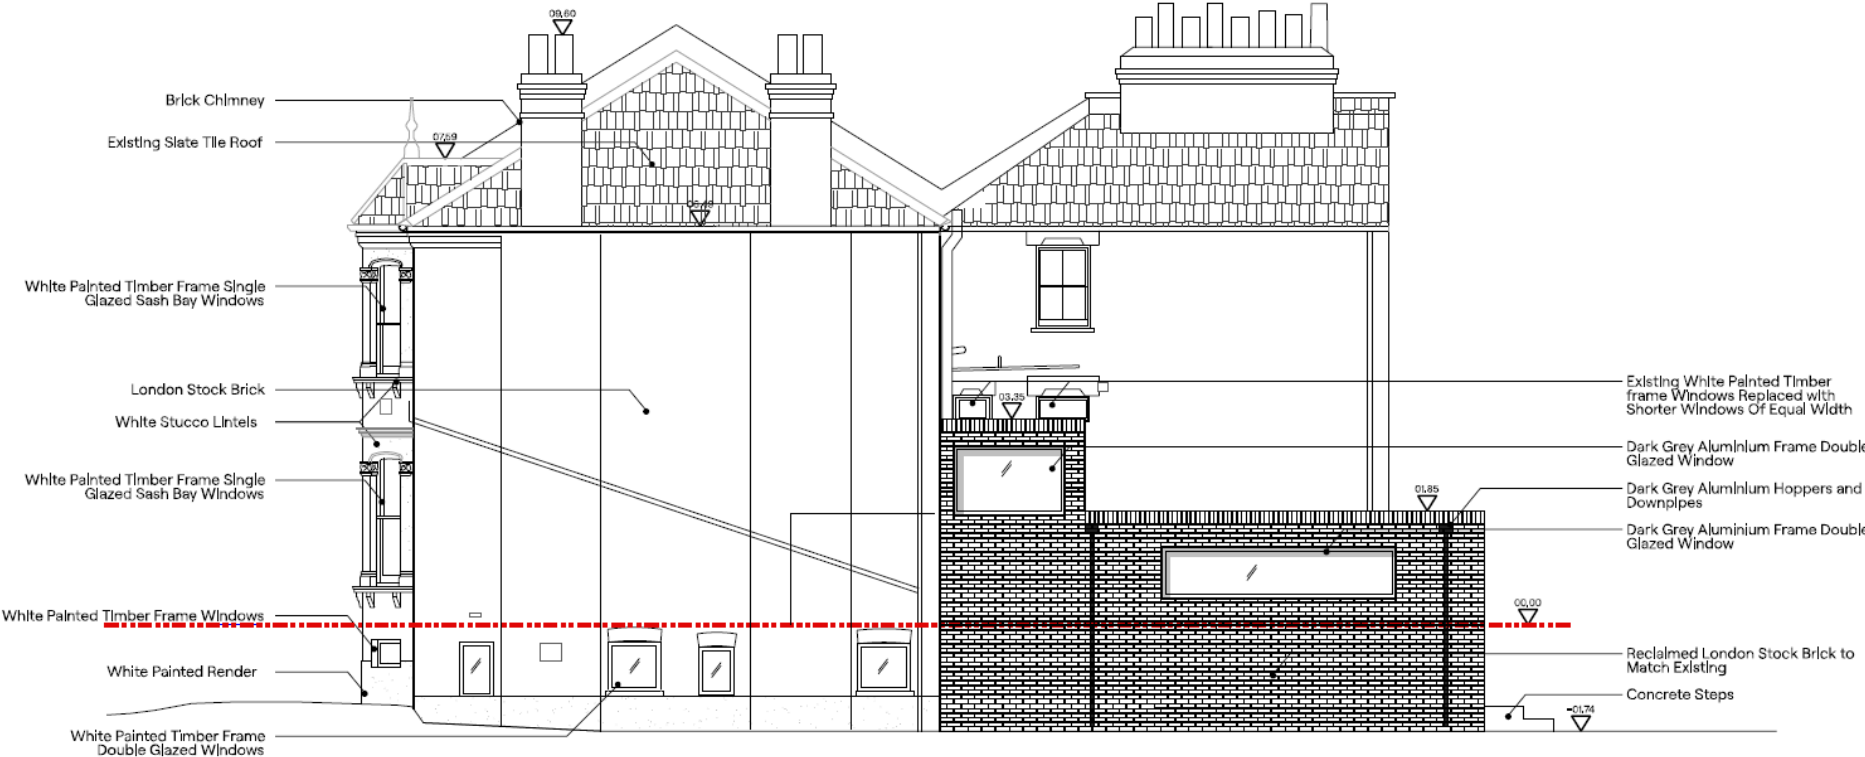 09,60
Brick Chimney
07,59
Existing Slate Tile Roof
06,49
White Painted Timber Frame Single
Glazed Sash Bay Windows
London Stock Brick
White Stucco Lintels
White Painted Timber Frame Single
Glazed Sash Bay Windows
White Painted Timber Frame Windows
White Painted Render
White Painted Timber Frame
Double Glazed Windows
03,35
Existing White Painted Timber
frame Windows Replaced with
Shorter Windows Of Equal Width
Dark Grey Aluminium Frame Double
Glazed Window
01,85
Dark Grey Aluminium Hoppers and
Downpipes
Dark Grey Aluminium Frame Double
Glazed Window
00,00
Reclaimed London Stock Brick to
Match Existing
Concrete Steps
-01,74